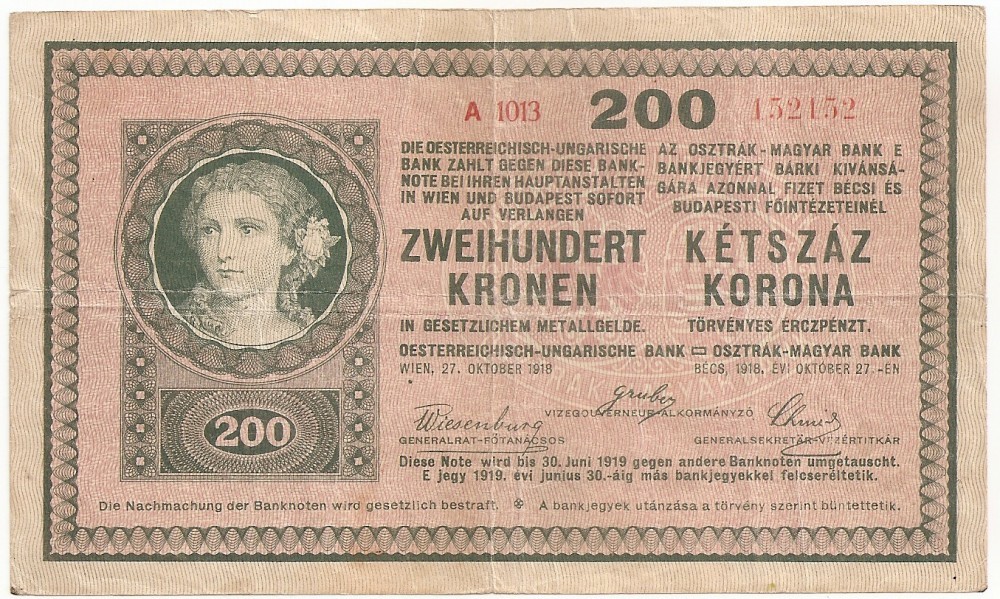 A 1013 200 152152
DIE OESTERREICHISCH-UNGARISCHE
BANK ZAHLT GEGEN DIESE BANK-
NOTE BEI IHREN HAUPTANSTALTEN
IN WIEN UND BUDAPEST SOFORT
AUF VERLANGEN
ZWEIHUNDERT
KRONEN
IN GESETZLICHEM METALLGELDE.
AZ OSZTRÁK-MAGYAR BANK E
BANKJEGYÉRT BÁRKI KIVÁNSÁ-
GÁRA AZONNAL FIZET BÉCSI ÉS
BUDAPESTI FŐINTÉZETEINÉL
KÉTSZÁZ
KORONA
TÖRVÉNYES ÉRCZPÉNZT.
OESTERREICHISCH-UNGARISCHE BANK = OSZTRÁK-MAGYAR BANK
WIEN, 27. OKTOBER 1918 BÉCS, 1918. ÉVI OKTÓBER 27.-ÉN
Gruber
VIZEGOUVERNEUR-ALKORMÁNYZÓ
Wiesenburg Schmid
GENERALRAT-FŐTANÁCSOS GENERALSEKRETÄR-VEZÉRTITKÁR
Diese Note wird bis 30. Juni 1919 gegen andere Banknoten umgetauscht.
E jegy 1919. évi junius 30.-áig más bankjegyekkel felcseréltetik.
200
Die Nachmachung der Banknoten wird gesetzlich bestraft. A bankjegyek utánzása a törvény szerint büntettetik.